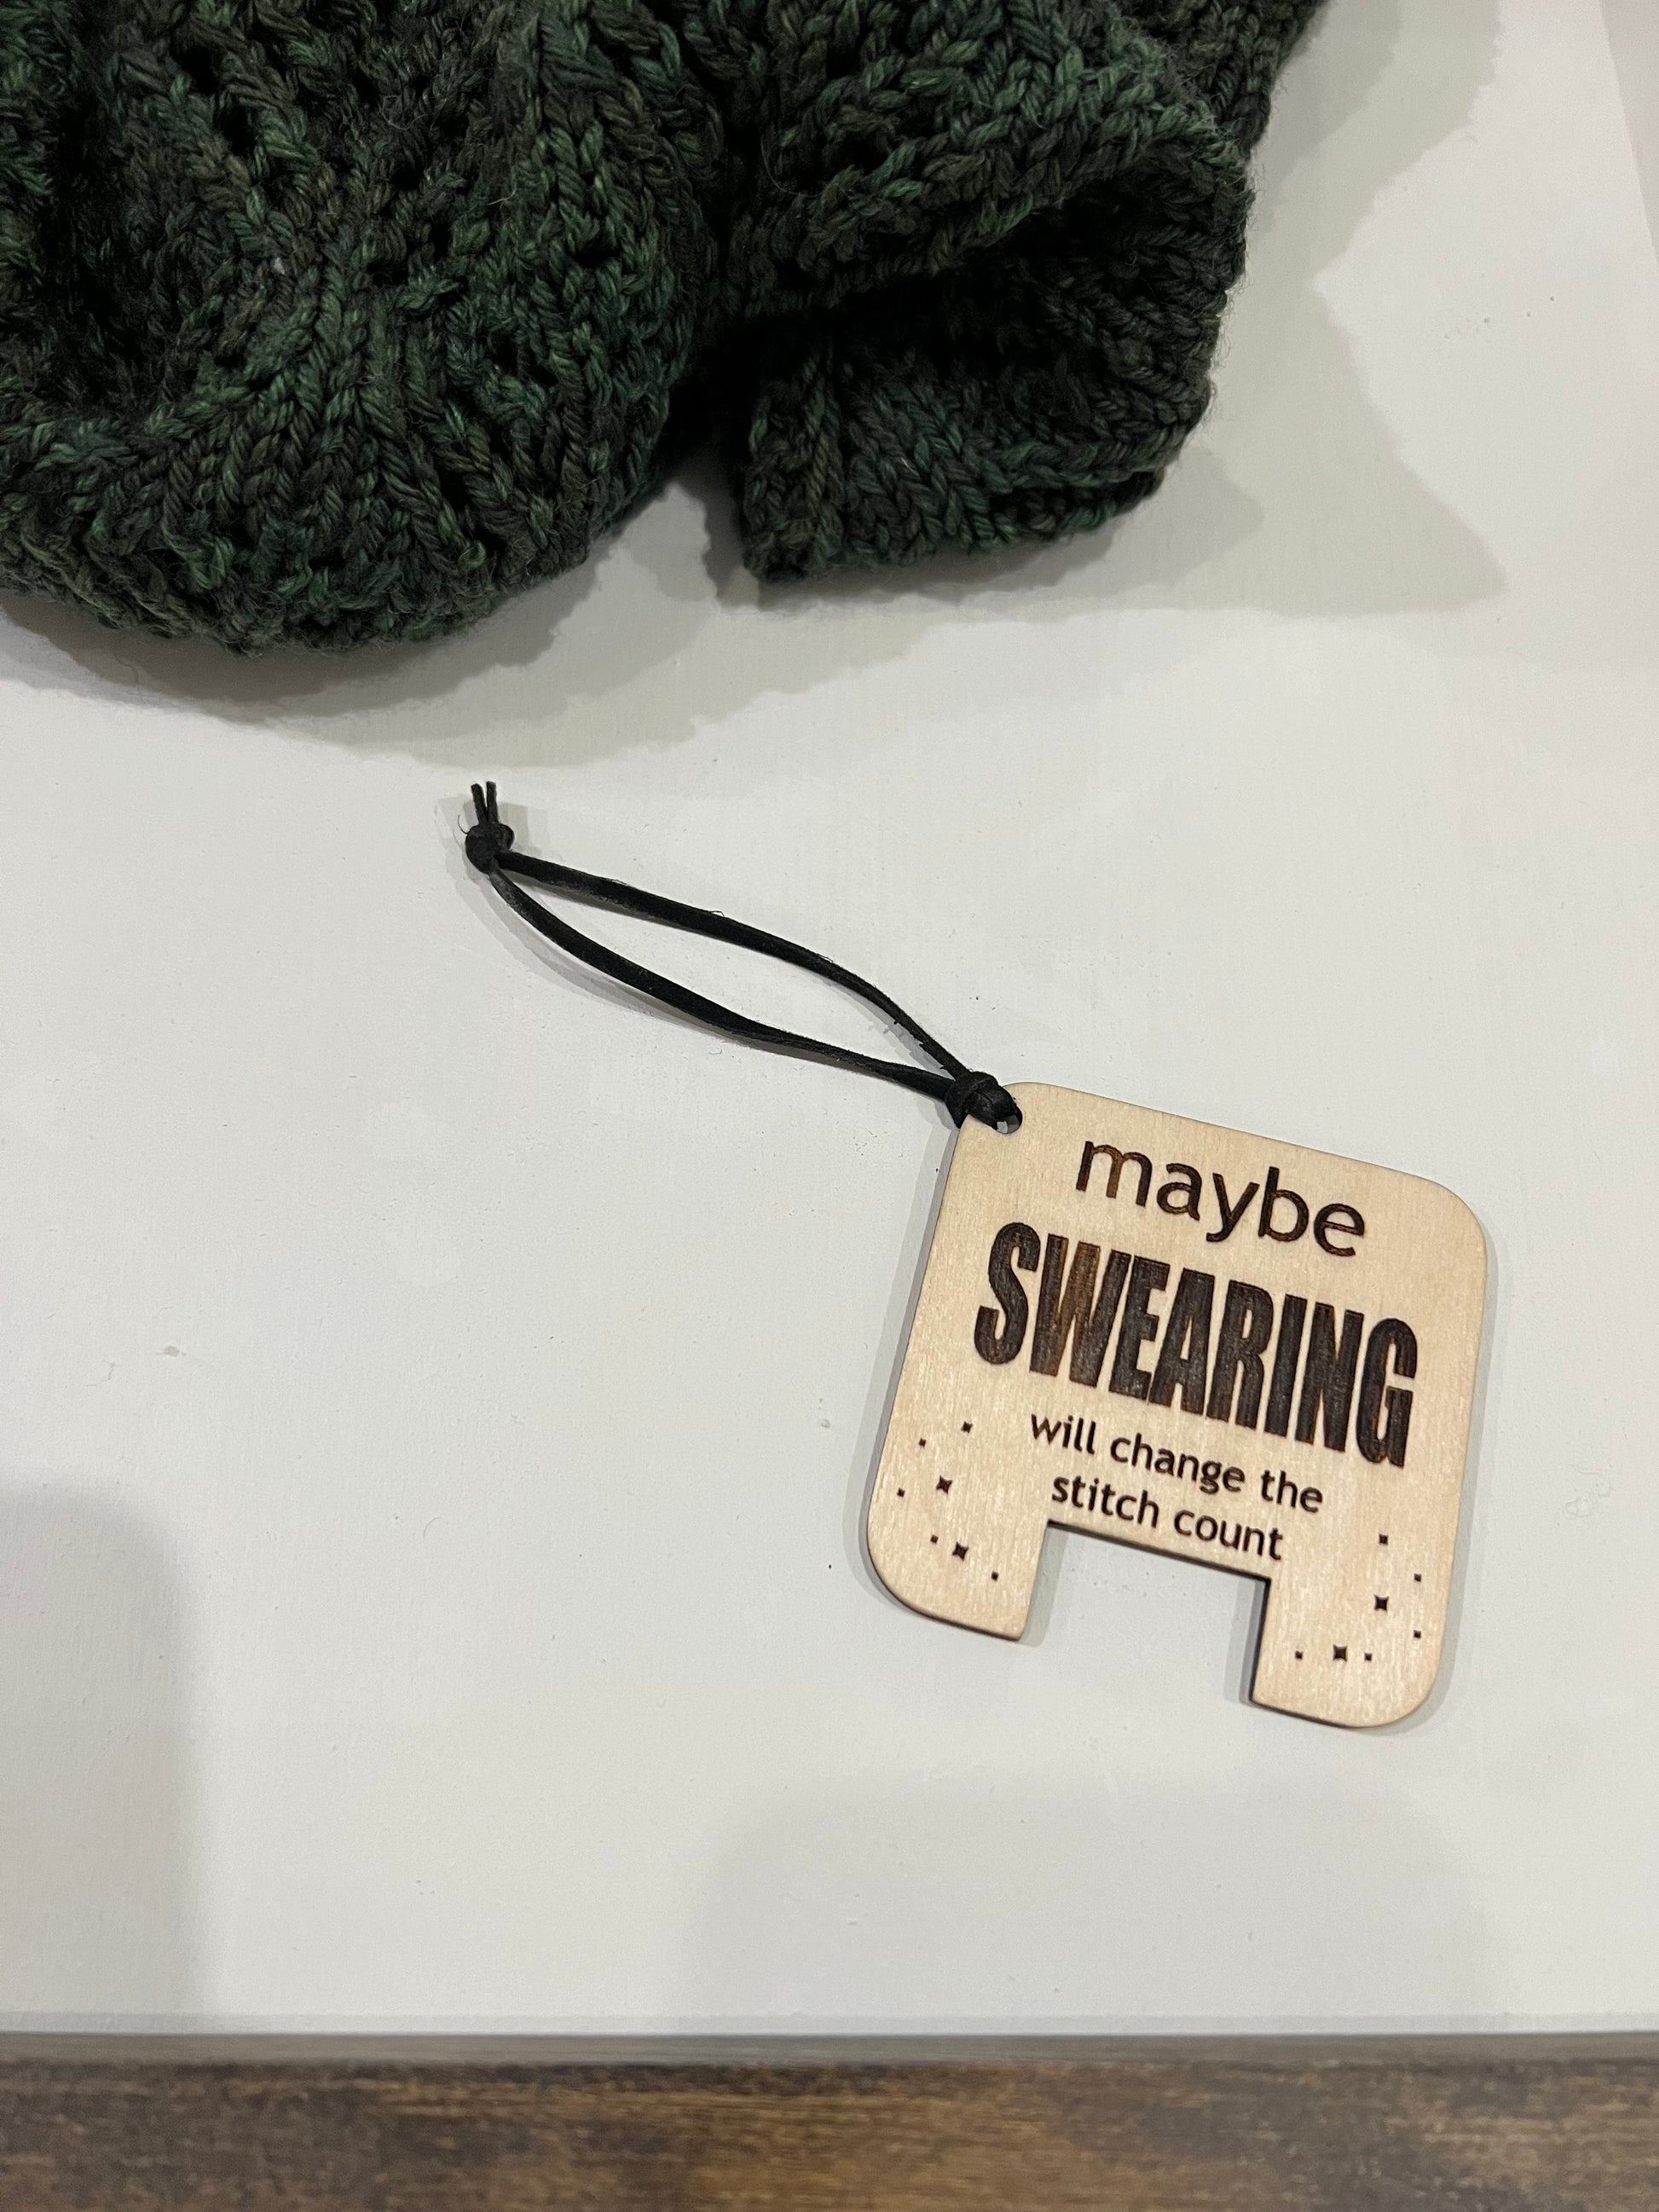 maybe
SWEARING
will change the
stitch count